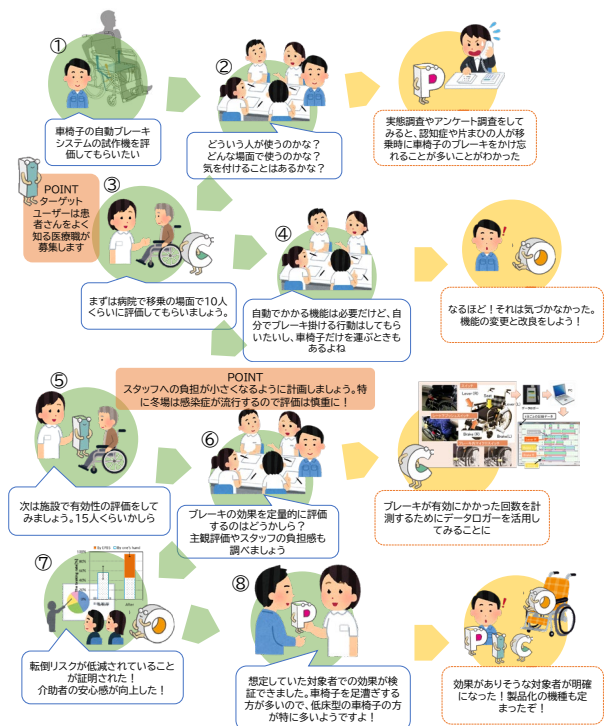 ①
車椅子の自動ブレーキ
システムの試作機を評
価してもらいたい
②
どういう人が使うのかな？
どんな場面で使うのかな？
気を付けることはあるかな？
P
実態調査やアンケート調査をして
みると、認知症や片まひの人が移
乗時に車椅子のブレーキをかけ忘
れることが多いことがわかった
POINT
ターゲット
ユーザーは患
者さんをよく
知る医療職が
募集します
③
C
まずは病院で移乗の場面で10人
くらいに評価してもらいましょう。
④
自動でかかる機能は必要だけど、自
分でブレーキ掛ける行動はしてもら
いたいし、車椅子だけを運ぶときも
あるよね
O
なるほど！それは気づかなかった。
機能の変更と改良をしよう！
POINT
スタッフへの負担が小さくなるように計画しましょう。特
に冬場は感染症が流行するので評価は慎重に！
⑤
I
次は施設で有効性の評価をして
みましょう。15人くらいかしら
⑥
ブレーキの効果を定量的に評価
するのはどうかしら？
主観評価やスタッフの負担感も
調べましょう
C
ブレーキが有効にかかった回数を計
測するためにデータロガーを活用し
てみることに
⑦
O
転倒リスクが低減されていること
が証明された！
介助者の安心感が向上した！
⑧
P
想定していた対象者での効果が検
証できました。車椅子を足漕ぎする
方が多いので、低床型の車椅子の方
が特に多いようですよ！
P
I
C
O
効果がありそうな対象者が明確
になった！製品化の機種も定
まったぞ！